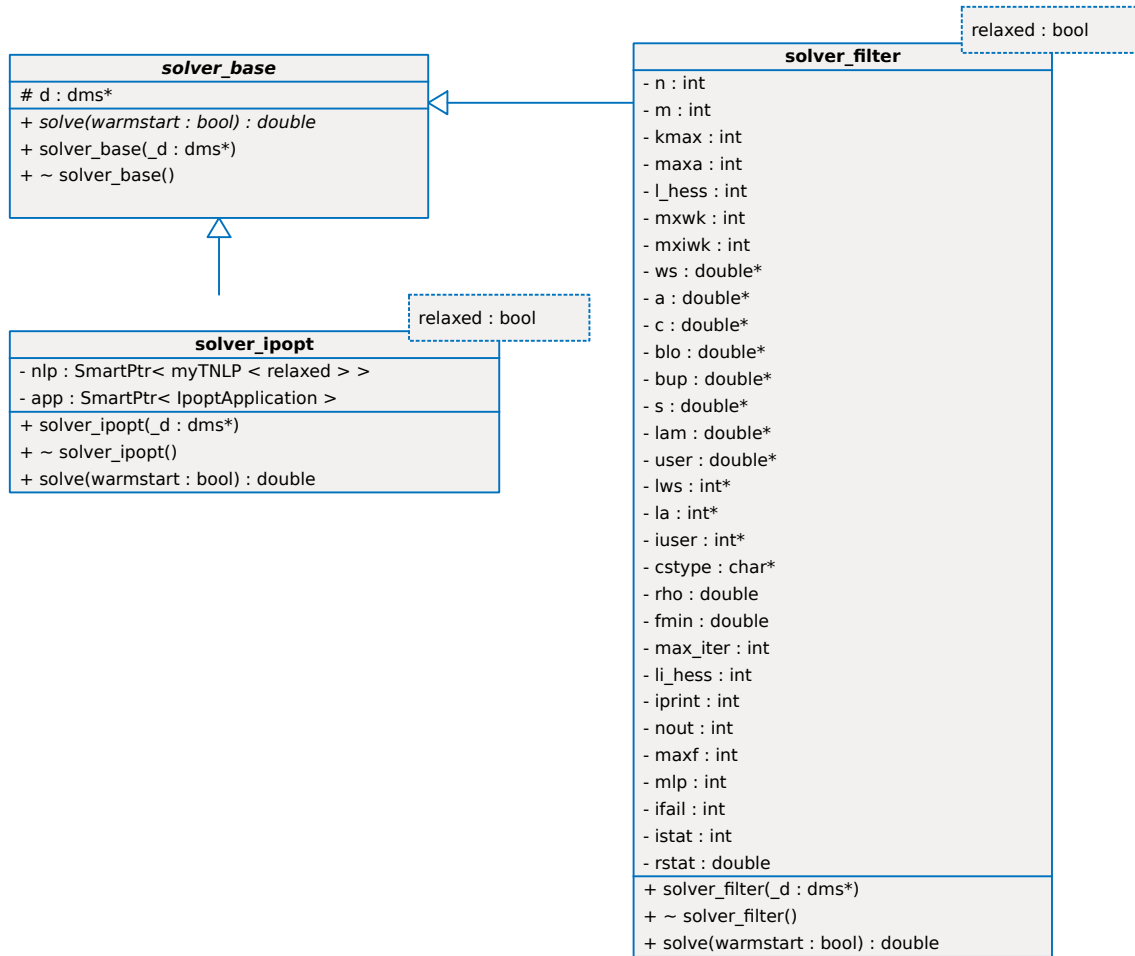 solver_base
# d : dms*
+ solve(warmstart : bool) : double
+ solver_base(_d : dms*)
+ ~ solver_base()
relaxed : bool
solver_ipopt
- nlp : SmartPtr< myTNLP < relaxed > >
- app : SmartPtr< IpoptApplication >
+ solver_ipopt(_d : dms*)
+ ~ solver_ipopt()
+ solve(warmstart : bool) : double
relaxed : bool
solver_filter
- n : int
- m : int
- kmax : int
- maxa : int
- l_hess : int
- mxwk : int
- mxiwk : int
- ws : double*
- a : double*
- c : double*
- blo : double*
- bup : double*
- s : double*
- lam : double*
- user : double*
- lws : int*
- la : int*
- iuser : int*
- cstype : char*
- rho : double
- fmin : double
- max_iter : int
- li_hess : int
- iprint : int
- nout : int
- maxf : int
- mlp : int
- ifail : int
- istat : int
- rstat : double
+ solver_filter(_d : dms*)
+ ~ solver_filter()
+ solve(warmstart : bool) : double